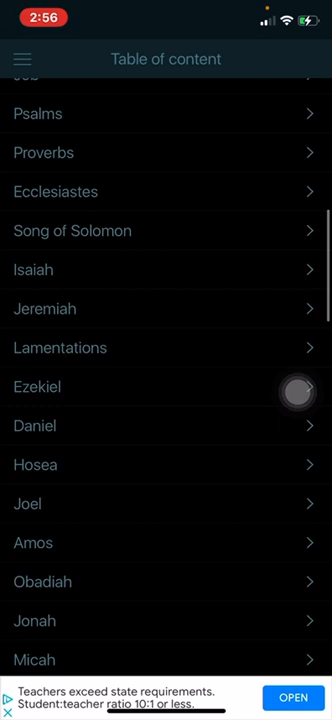 2:56
Table of content
Job
Psalms
Proverbs
Ecclesiastes
Song of Solomon
Isaiah
Jeremiah
Lamentations
Ezekiel
Daniel
Hosea
Joel
Amos
Obadiah
Jonah
Micah
Teachers exceed state requirements.
Student:teacher ratio 10:1 or less.
OPEN